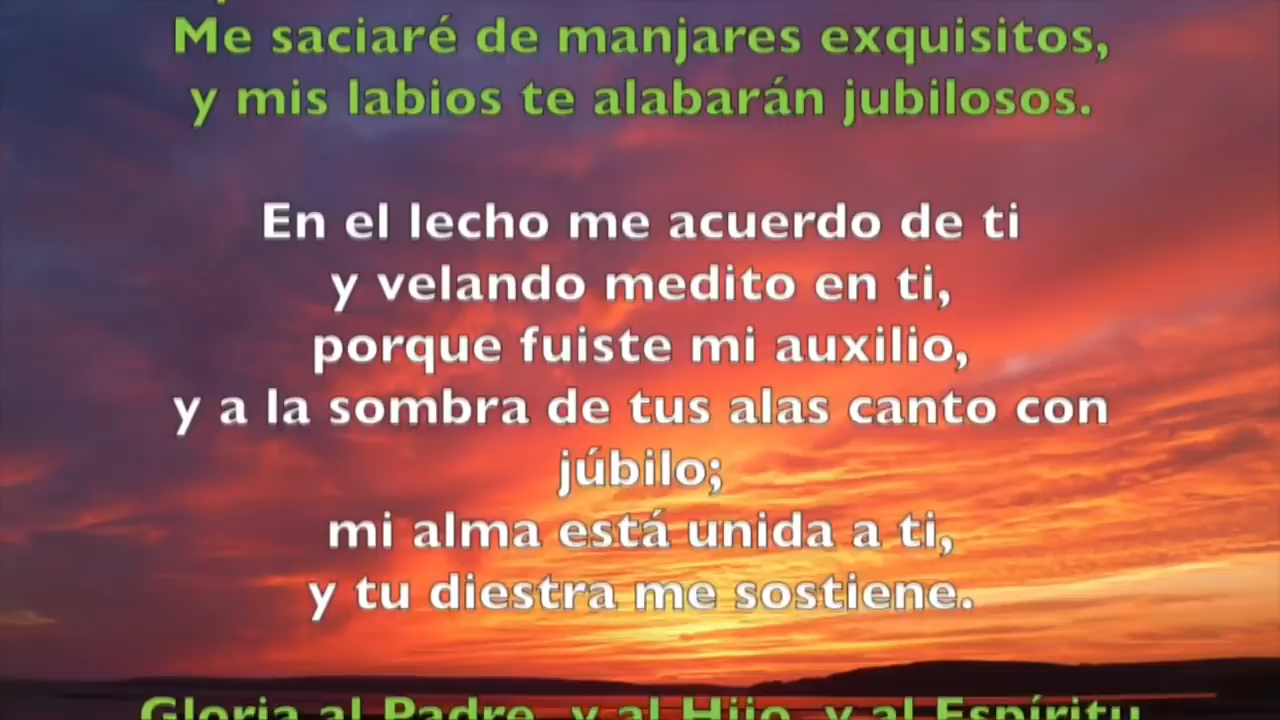 Me saciaré de manjares exquisitos,
y mis labios te alabarán jubilosos.
En el lecho me acuerdo de ti
y velando medito en ti,
porque fuiste mi auxilio,
y a la sombra de tus alas canto con
júbilo;
mi alma está unida a ti,
y tu diestra me sostiene.
Gloria al Padre, y al Hijo, y al Espíritu